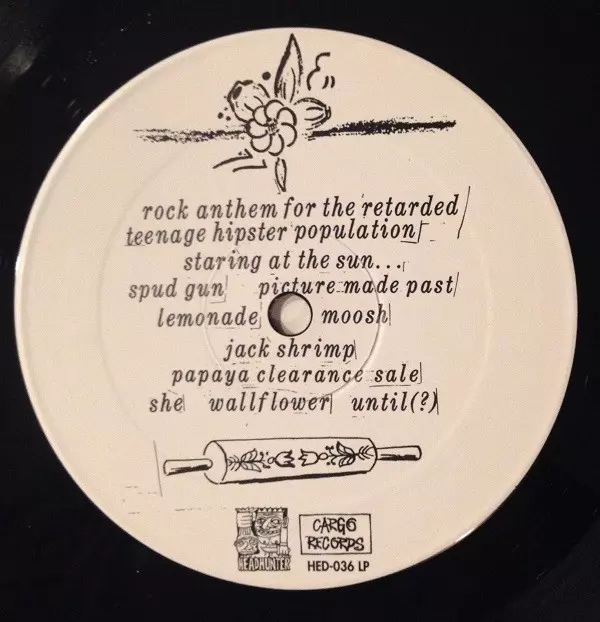 rock anthem for the retarded
teenage hipster population
staring at the sun...
spud gun picture made past
lemonade moosh
jack shrimp
papaya clearance sale
she wallflower until(?)
HEADHUNTER
CARGO
RECORDS
HED-036 LP